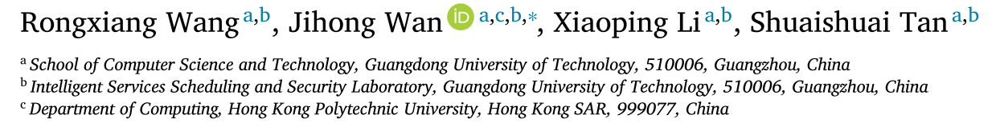 Rongxiang Wang a,b, Jihong Wan iD a,c,b,*, Xiaoping Li a,b, Shuaishuai Tan a,b
a School of Computer Science and Technology, Guangdong University of Technology, 510006, Guangzhou, China
b Intelligent Services Scheduling and Security Laboratory, Guangdong University of Technology, 510006, Guangzhou, China
c Department of Computing, Hong Kong Polytechnic University, Hong Kong SAR, 999077, China